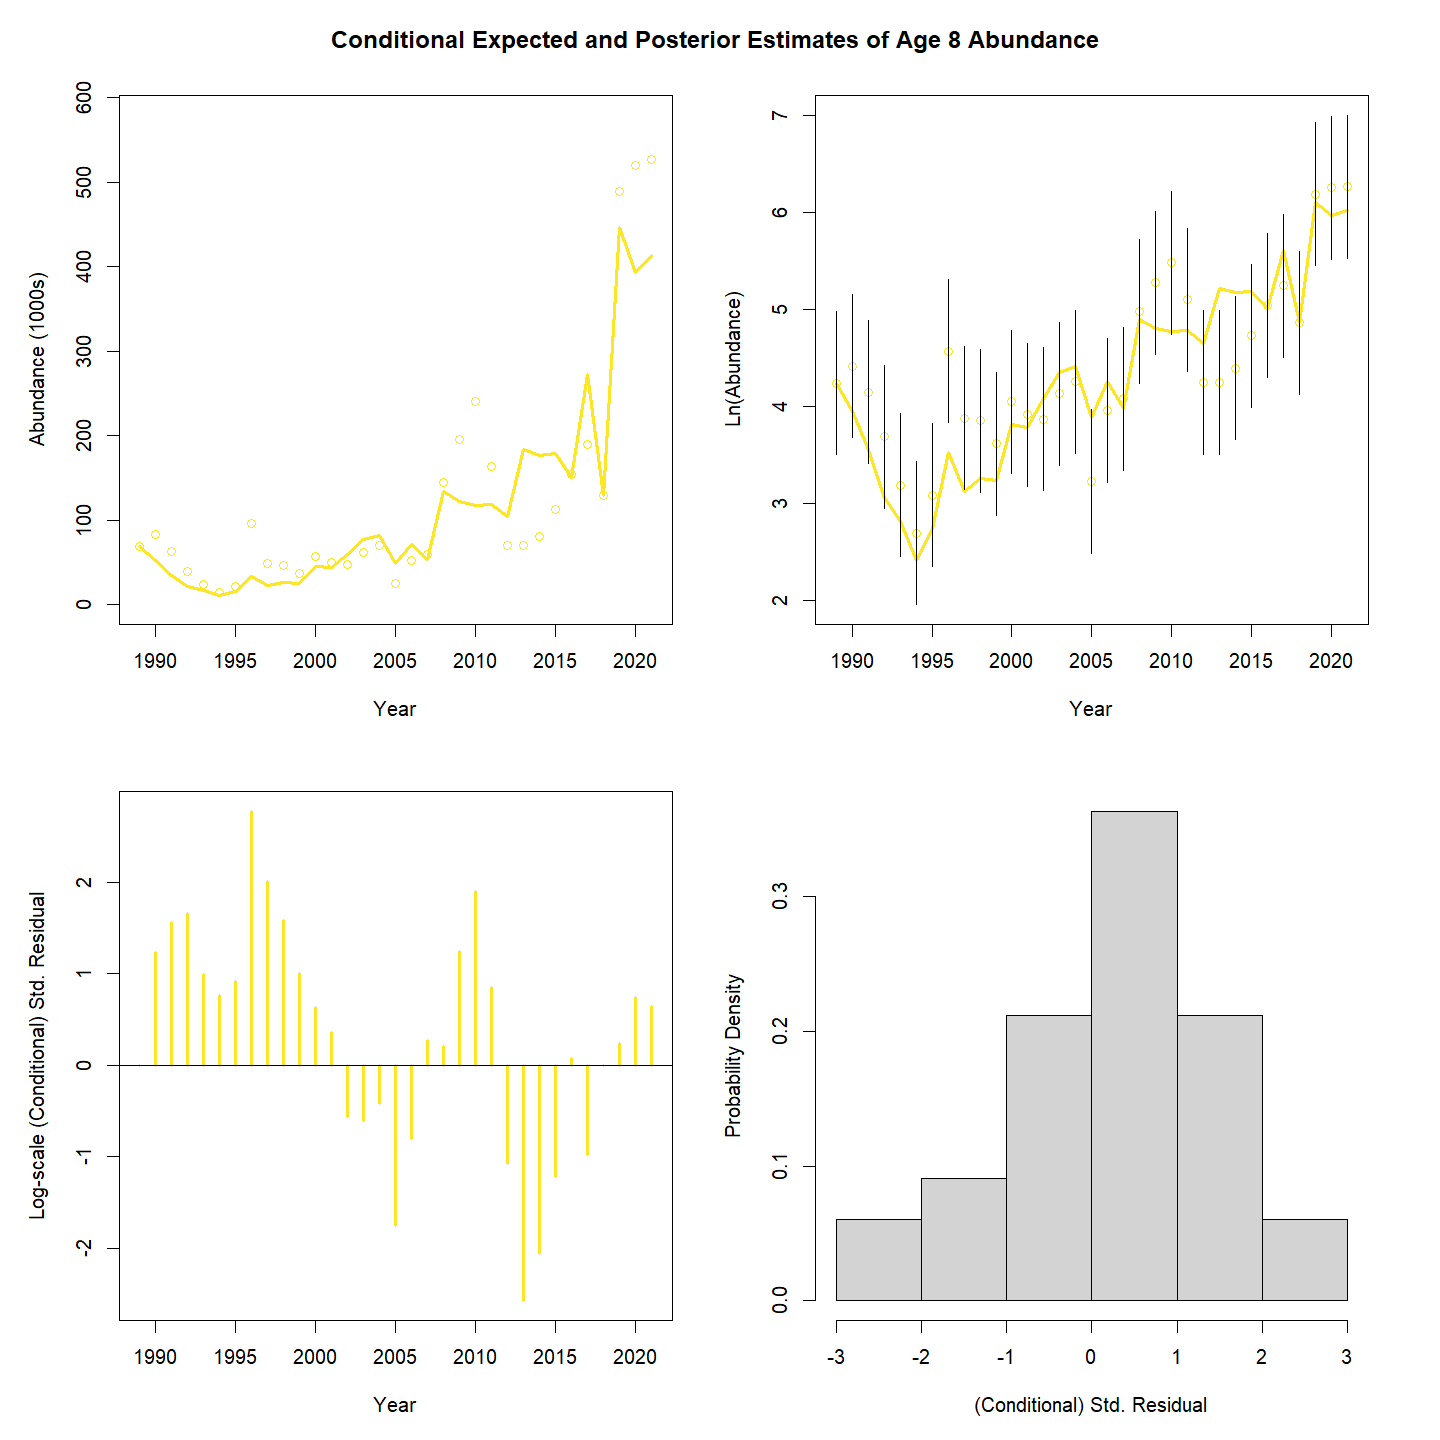 Conditional Expected and Posterior Estimates of Age 8 Abundance
Abundance (1000s)
600
500
400
300
200
100
0
1990 1995 2000 2005 2010 2015 2020
Year
Ln(Abundance)
7
6
5
4
3
2
1990 1995 2000 2005 2010 2015 2020
Year
Log-scale (Conditional) Std. Residual
2
1
0
-1
-2
1990 1995 2000 2005 2010 2015 2020
Year
Probability Density
0.3
0.2
0.1
0.0
-3 -2 -1 0 1 2 3
(Conditional) Std. Residual